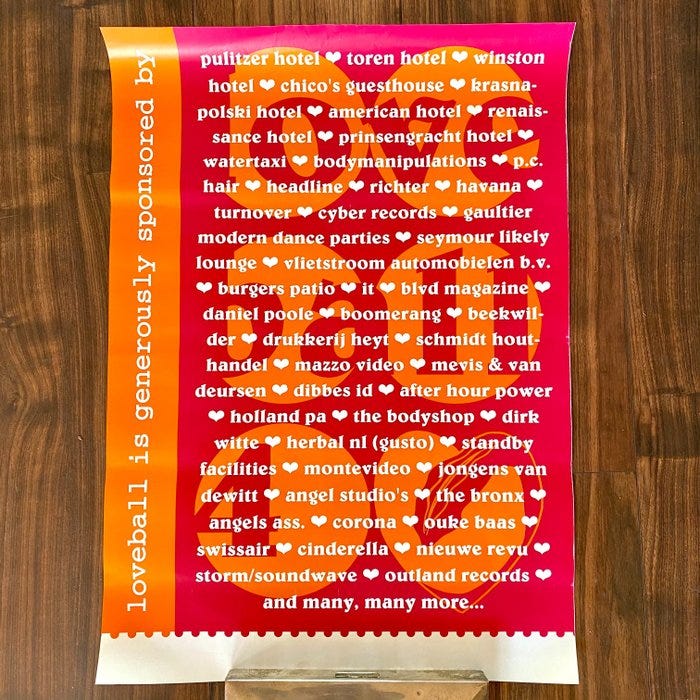 loveball is generously sponsored by
pulitzer hotel ❤ toren hotel ❤ winston
hotel ❤ chico's guesthouse ❤ krasna-
polski hotel ❤ american hotel ❤ renais-
sance hotel ❤ prinsengracht hotel ❤
watertaxi ❤ bodymanipulations ❤ p.c.
hair ❤ headline ❤ richter ❤ havana ❤
turnover ❤ cyber records ❤ gaultier
modern dance parties ❤ seymour likely
lounge ❤ vlietstroom automobielen b.v.
❤ burgers patio ❤ it ❤ blvd magazine ❤
daniel poole ❤ boomerang ❤ beekwil-
der ❤ drukkerij heyt ❤ schmidt hout-
handel ❤ mazzo video ❤ mevis & van
deursen ❤ dibbes id ❤ after hour power
❤ holland pa ❤ the bodyshop ❤ dirk
witte ❤ herbal nl (gusto) ❤ standby
facilities ❤ montevideo ❤ jongens van
dewitt ❤ angel studio's ❤ the bronx ❤
angels ass. ❤ corona ❤ ouke baas ❤
swissair ❤ cinderella ❤ nieuwe revu ❤
storm/soundwave ❤ outland records ❤
and many, many more...
love
ball
4